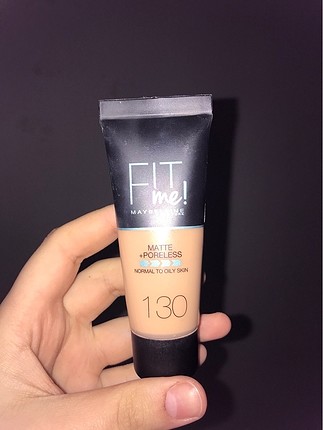 FIT
me!
MAYBELLINE
MATTE
+PORELESS
NORMAL TO OILY SKIN
130